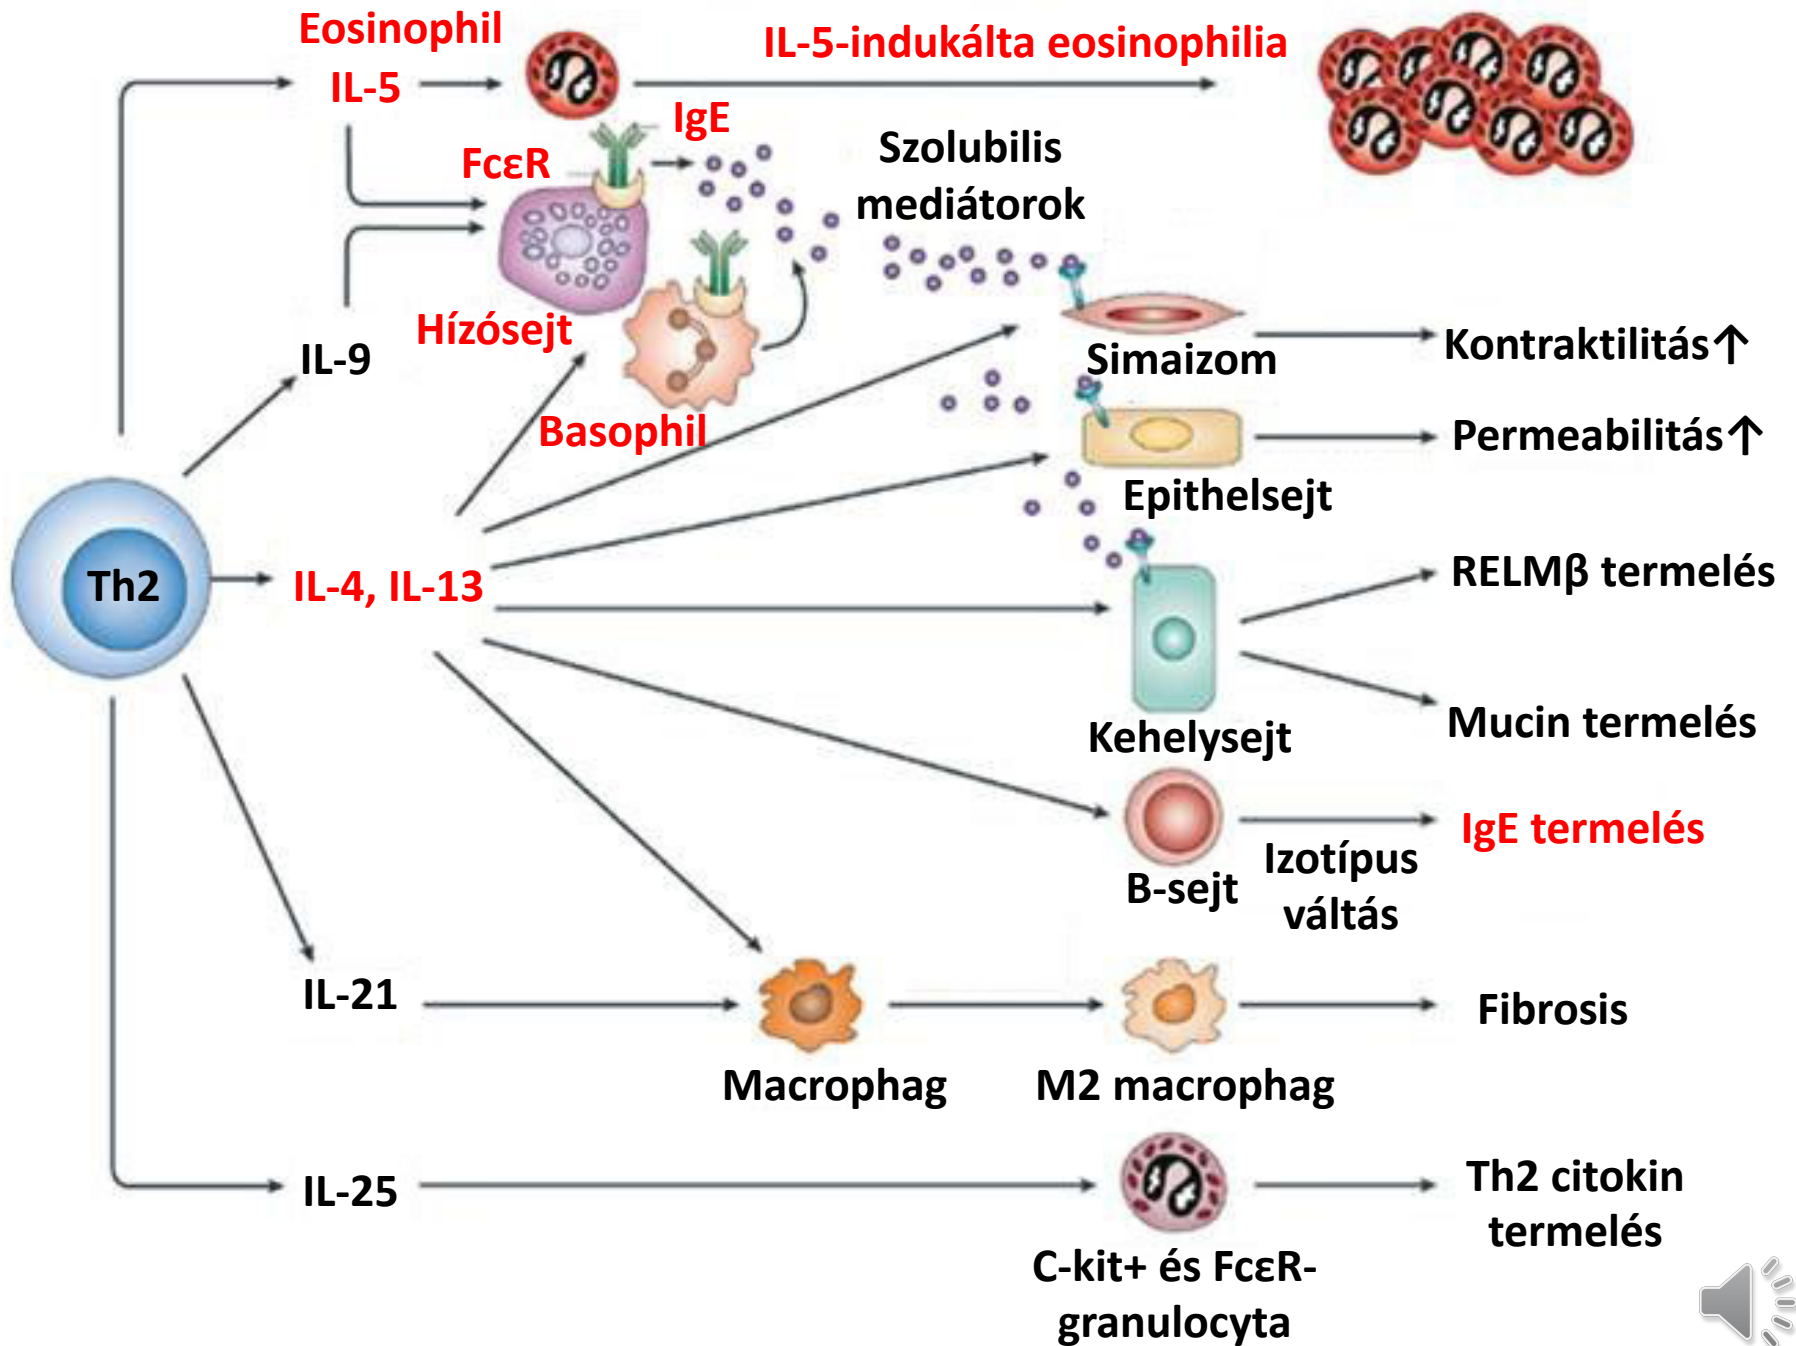 Eosinophil
IL-5
IL-5-indukálta eosinophilia
IgE
FcεR
Szolubilis
mediátorok
Hízósejt
IL-9
Basophil
Simaizom
Kontraktilitás↑
Permeabilitás↑
Epithelsejt
Th2
IL-4, IL-13
RELMβ termelés
Mucin termelés
Kehelysejt
IgE termelés
Izotípus
váltás
B-sejt
IL-21
Fibrosis
Macrophag
M2 macrophag
IL-25
Th2 citokin
termelés
C-kit+ és FcεR-
granulocyta